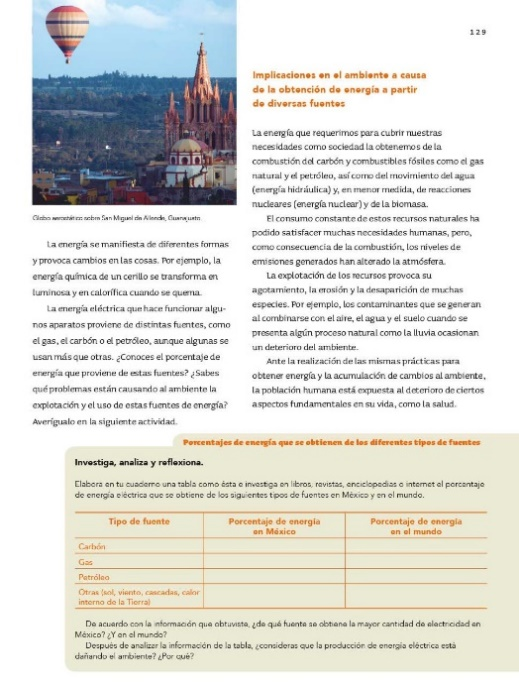 129
Globo aerostático sobre San Miguel de Allende, Guanajuato.
La energía se manifiesta de diferentes formas
y provoca cambios en las cosas. Por ejemplo, la
energía química de un cerillo se transforma en
luminosa y en calorífica cuando se quema.
La energía eléctrica que hace funcionar algu-
nos aparatos proviene de distintas fuentes, como
el gas, el carbón o el petróleo, aunque algunas se
usan más que otras. ¿Conoces el porcentaje de
energía que proviene de estas fuentes? ¿Sabes
qué problemas están causando al ambiente la
explotación y el uso de estas fuentes de energía?
Averígualo en la siguiente actividad.
Implicaciones en el ambiente a causa
de la obtención de energía a partir
de diversas fuentes
La energía que requerimos para cubrir nuestras
necesidades como sociedad la obtenemos de la
combustión del carbón y combustibles fósiles como el gas
natural y el petróleo, así como del movimiento del agua
(energía hidráulica) y, en menor medida, de reacciones
nucleares (energía nuclear) y de la biomasa.
El consumo constante de estos recursos naturales ha
podido satisfacer muchas necesidades humanas, pero,
como consecuencia de la combustión, los niveles de
emisiones generados han alterado la atmósfera.
La explotación de los recursos provoca su
agotamiento, la erosión y la desaparición de muchas
especies. Por ejemplo, los contaminantes que se generan
al combinarse con el aire, el agua y el suelo cuando se
presenta algún proceso natural como la lluvia ocasionan
un deterioro del ambiente.
Ante la realización de las mismas prácticas para
obtener energía y la acumulación de cambios al ambiente,
la población humana está expuesta al deterioro de ciertos
aspectos fundamentales en su vida, como la salud.
Porcentajes de energía que se obtienen de los diferentes tipos de fuentes
Investiga, analiza y reflexiona.
Elabora en tu cuaderno una tabla como ésta e investiga en libros, revistas, enciclopedias o internet el porcentaje
de energía eléctrica que se obtiene de los siguientes tipos de fuentes en México y en el mundo.
Tipo de fuente
Porcentaje de energía
en México
Porcentaje de energía
en el mundo
Carbón
Gas
Petróleo
Otras (sol, viento, cascadas, calor
interno de la Tierra)
De acuerdo con la información que obtuviste, ¿de qué fuente se obtiene la mayor cantidad de electricidad en
México? ¿Y en el mundo?
Después de analizar la información de la tabla, ¿consideras que la producción de energía eléctrica está
dañando el ambiente? ¿Por qué?